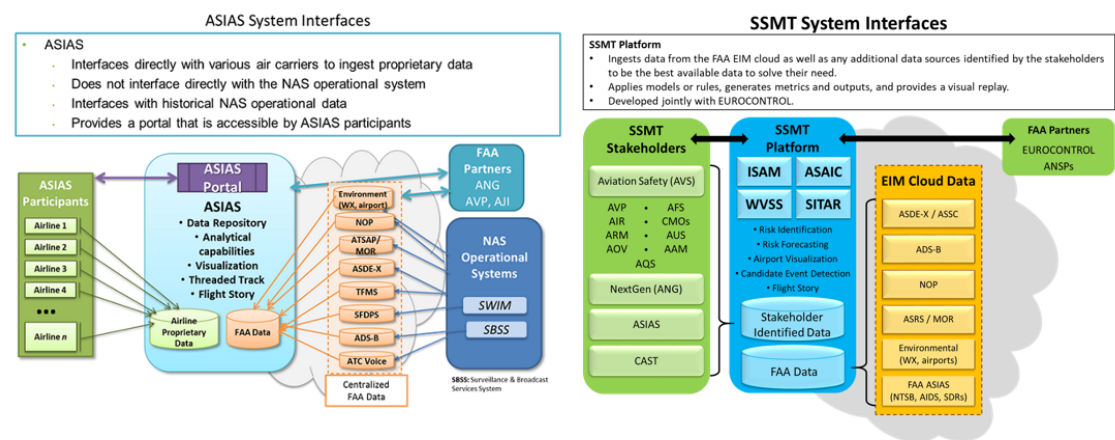 ASIAS System Interfaces
• ASIAS
· Interfaces directly with various air carriers to ingest proprietary data
· Does not interface directly with the NAS operational system
· Interfaces with historical NAS operational data
· Provides a portal that is accessible by ASIAS participants
ASIAS
Participants
Airline 1
Airline 2
Airline 3
Airline 4
•••
Airline n
ASIAS
Portal
ASIAS
• Data Repository
• Analytical
capabilities
• Visualization
• Threaded Track
• Flight Story
Airline
Proprietary
Data
FAA Data
Environment
(WX, airport)
NOP
ATSAP/
MOR
ASDE-X
TFMS
SFDPS
ADS-B
ATC Voice
Centralized
FAA Data
FAA
Partners
ANG
AVP, AJI
NAS
Operational
Systems
SWIM
SBSS
SBSS: Surveillance & Broadcast
Services System
SSMT System Interfaces
SSMT Platform
• Ingests data from the FAA EIM cloud as well as any additional data sources identified by the stakeholders
to be the best available data to solve their need.
• Applies models or rules, generates metrics and outputs, and provides a visual replay.
• Developed jointly with EUROCONTROL.
SSMT
Stakeholders
Aviation Safety (AVS)
AVP • AFS
AIR • CMOs
ARM • AUS
AOV • AAM
AQS
NextGen (ANG)
ASIAS
CAST
SSMT
Platform
ISAM
ASAIC
WVSS
SITAR
• Risk Identification
• Risk Forecasting
• Airport Visualization
• Candidate Event Detection
• Flight Story
Stakeholder
Identified Data
FAA Data
FAA Partners
EUROCONTROL
ANSPs
EIM Cloud Data
ASDE-X / ASSC
ADS-B
NOP
ASRS / MOR
Environmental
(WX, airports)
FAA ASIAS
(NTSB, AIDS, SDRs)